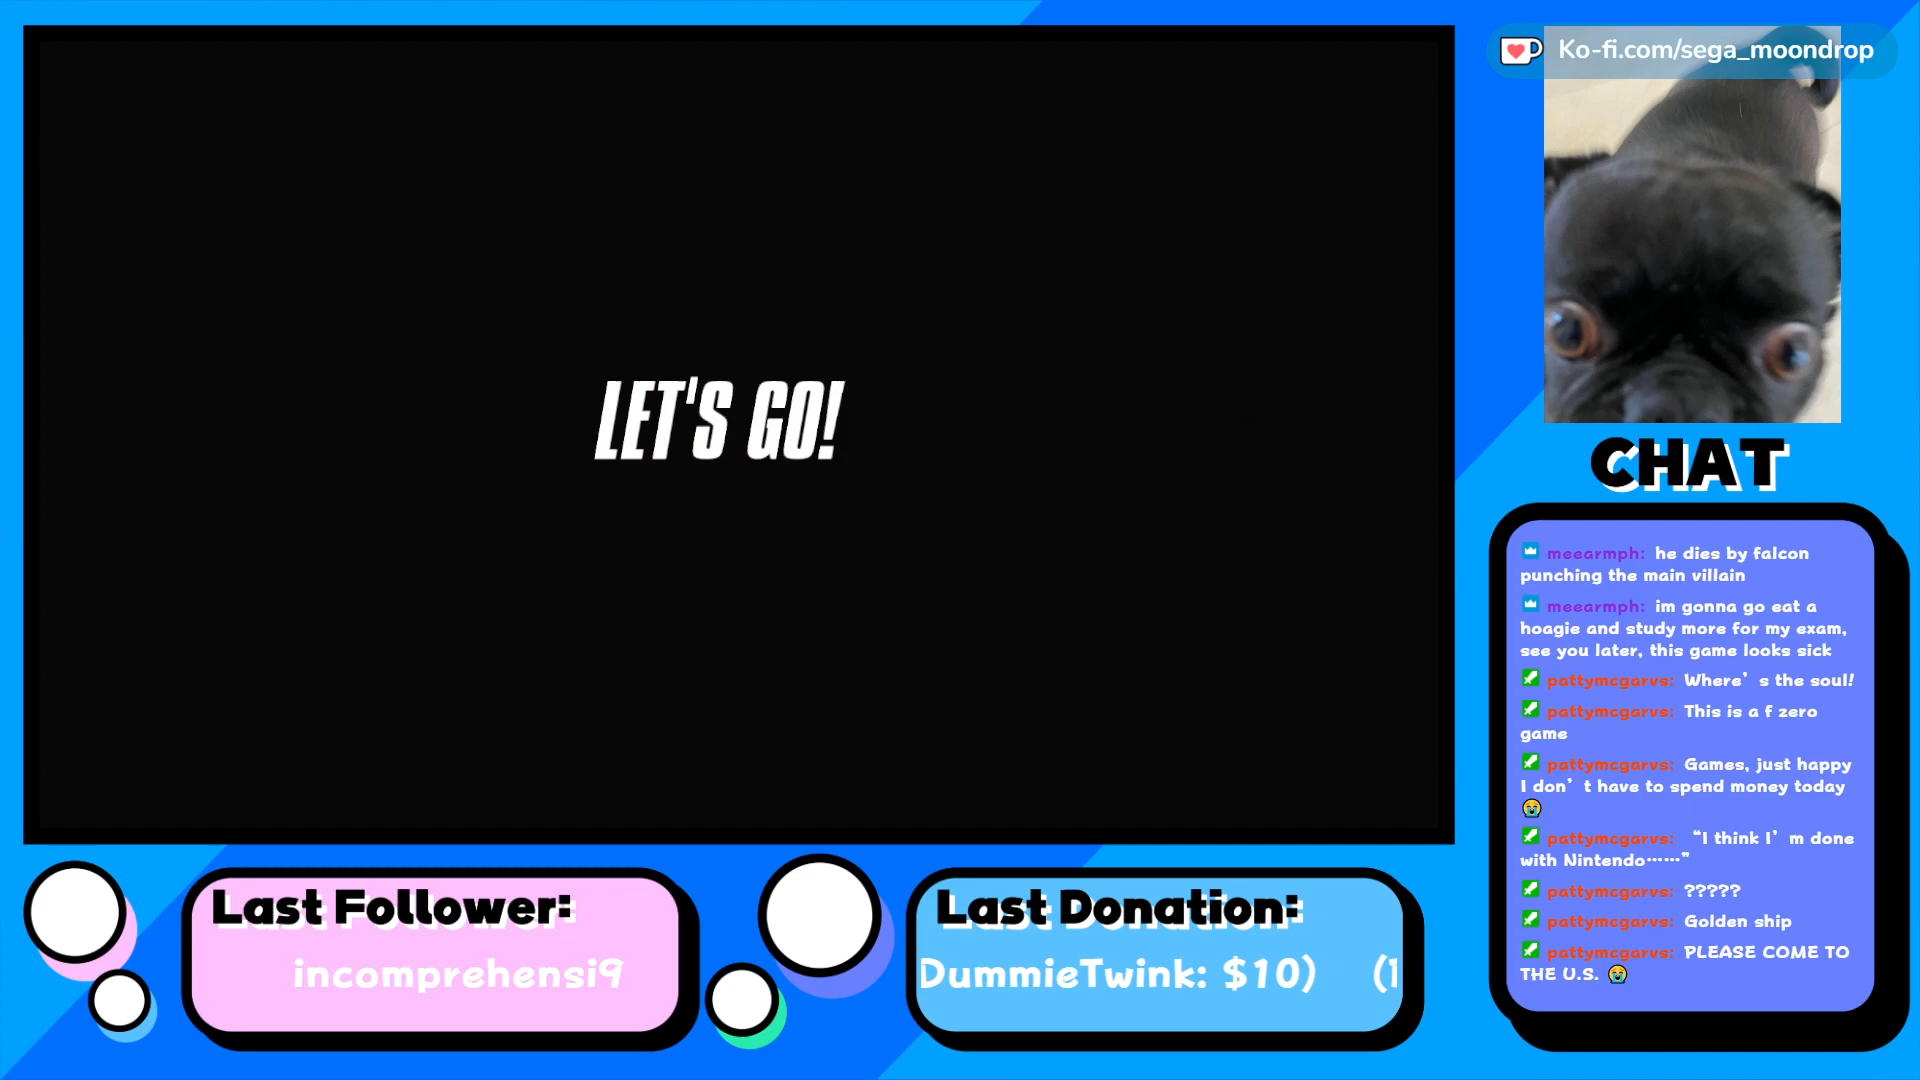 Ko-fi.com/sega_moondrop
LET'S GO!
CHAT
meearmph: he dies by falcon
punching the main villain
meearmph: im gonna go eat a
hoagie and study more for my exam,
see you later, this game looks sick
pattymcgarvs: Where’s the soul!
pattymcgarvs: This is a f zero
game
pattymcgarvs: Games, just happy
I don’t have to spend money today
😭
pattymcgarvs: “I think I’m done
with Nintendo……”
pattymcgarvs: ?????
pattymcgarvs: Golden ship
pattymcgarvs: PLEASE COME TO
THE U.S. 😭
Last Follower:
incomprehensi9
Last Donation:
DummieTwink: $10) (